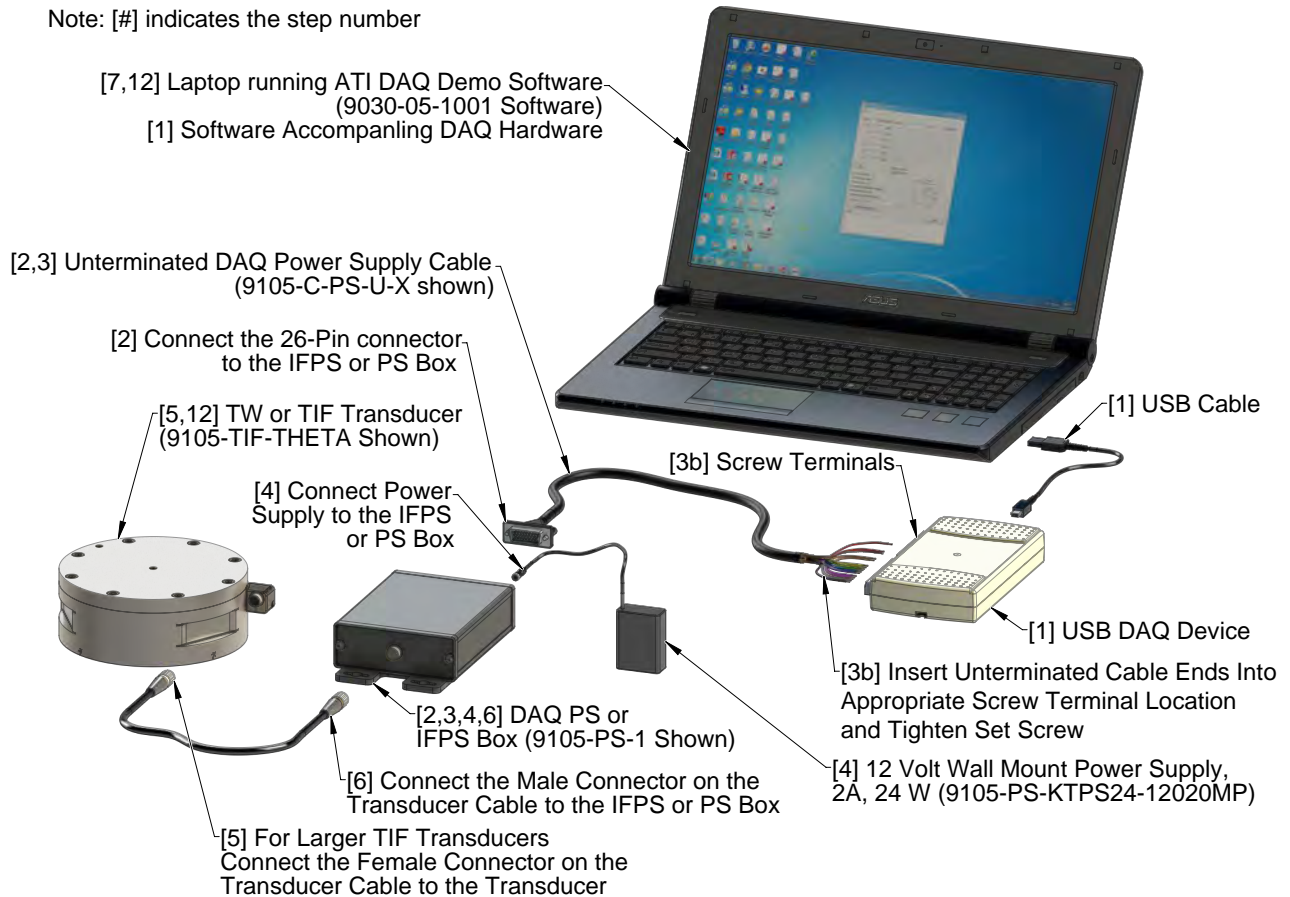 Note: [#] indicates the step number
[7,12] Laptop running ATI DAQ Demo Software
(9030-05-1001 Software)
[1] Software Accompanling DAQ Hardware
[2,3] Unterminated DAQ Power Supply Cable
(9105-C-PS-U-X shown)
[2] Connect the 26-Pin connector
to the IFPS or PS Box
[5,12] TW or TIF Transducer
(9105-TIF-THETA Shown)
[4] Connect Power
Supply to the IFPS
or PS Box
[3b] Screw Terminals
[1] USB Cable
ASUS
[1] USB DAQ Device
[3b] Insert Unterminated Cable Ends Into
Appropriate Screw Terminal Location
and Tighten Set Screw
[2,3,4,6] DAQ PS or
IFPS Box (9105-PS-1 Shown)
[4] 12 Volt Wall Mount Power Supply,
2A, 24 W (9105-PS-KTPS24-12020MP)
[6] Connect the Male Connector on the
Transducer Cable to the IFPS or PS Box
[5] For Larger TIF Transducers
Connect the Female Connector on the
Transducer Cable to the Transducer